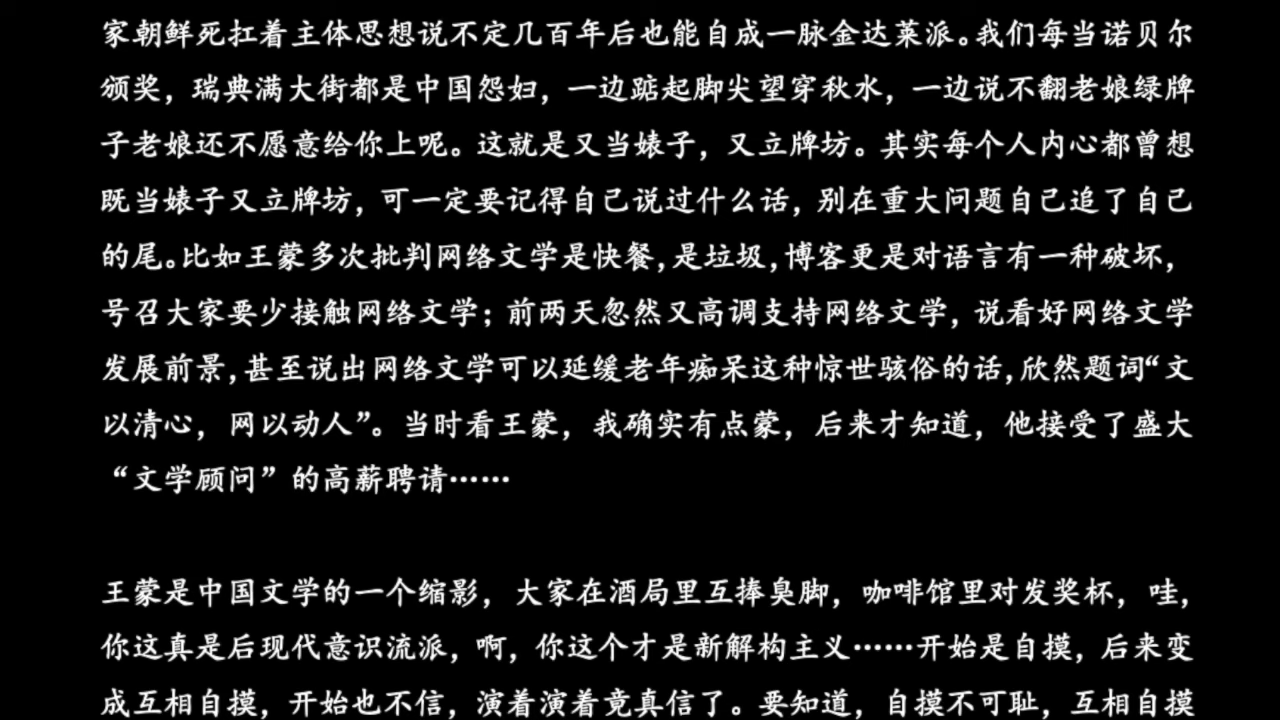 家朝鲜死扛着主体思想说不定几百年后也能自成一脉金达莱派。我们每当诺贝尔
颁奖，瑞典满大街都是中国怨妇，一边踮起脚尖望穿秋水，一边说不翻老娘绿牌
子老娘还不愿意给你上呢。这就是又当婊子，又立牌坊。其实每个人内心都曾想
既当婊子又立牌坊，可一定要记得自己说过什么话，别在重大问题自己追了自己
的尾。比如王蒙多次批判网络文学是快餐，是垃圾，博客更是对语言有一种破坏，
号召大家要少接触网络文学；前两天忽然又高调支持网络文学，说看好网络文学
发展前景，甚至说出网络文学可以延缓老年痴呆这种惊世骇俗的话，欣然题词“文
以清心，网以动人”。当时看王蒙，我确实有点蒙，后来才知道，他接受了盛大
“文学顾问”的高薪聘请……
王蒙是中国文学的一个缩影，大家在酒局里互捧臭脚，咖啡馆里对发奖杯，哇，
你这真是后现代意识流派，啊，你这个才是新解构主义……开始是自摸，后来变
成互相自摸，开始也不信，演着演着竟真信了。要知道，自摸不可耻，互相自摸